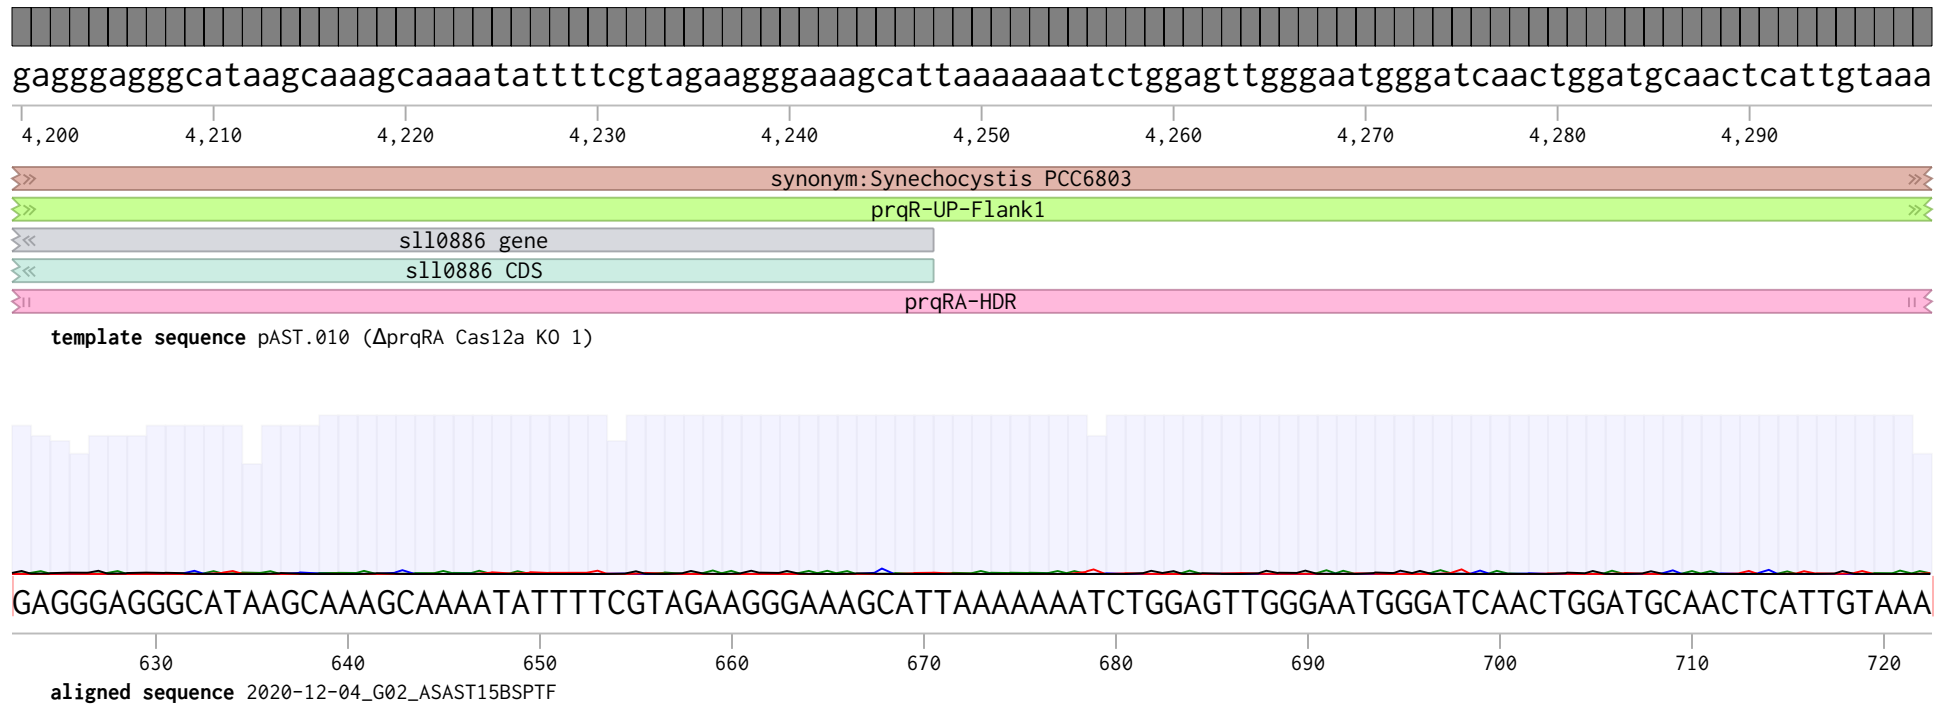 gagggagggcataagcaaagcaaaatattttcgtagaagggaaagcattaaaaaaatctggagttgggaatgggatcaactggatgcaactcattgtaaa
4,200 4,210 4,220 4,230 4,240 4,250 4,260 4,270 4,280 4,290
synonym:Synechocystis PCC6803
prqR-UP-Flank1
sll0886 gene
sll0886 CDS
prqRA-HDR
template sequence pAST.010 (ΔprqRA Cas12a KO 1)
GAGGGAGGGCATAAGCAAAGCAAAATATTTTCGTAGAAGGGAAAGCATTAAAAAAATCTGGAGTTGGGAATGGGATCAACTGGATGCAACTCATTGTAAA
630 640 650 660 670 680 690 700 710 720
aligned sequence 2020-12-04_G02_ASAST15BSPTF